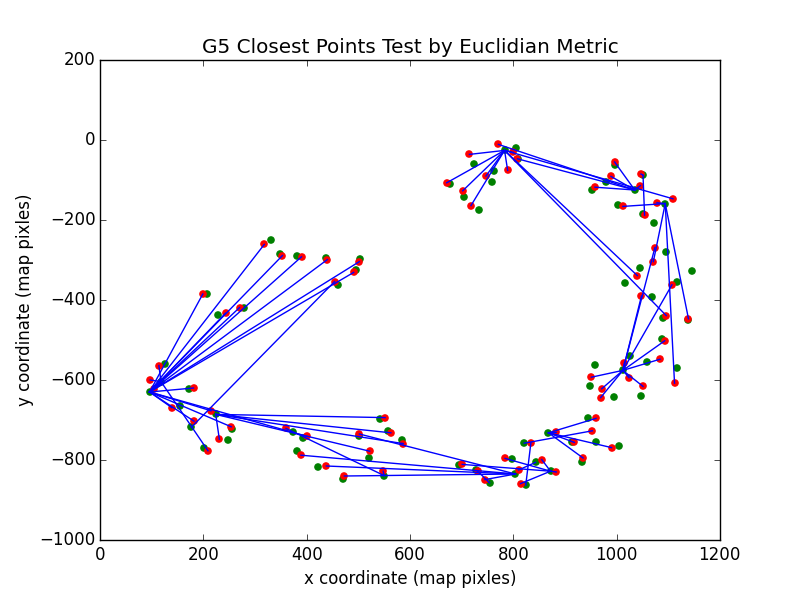 G5 Closest Points Test by Euclidian Metric
200
0
−200
−400
−600
−800
−1000
y coordinate (map pixles)
0 200 400 600 800 1000 1200
x coordinate (map pixles)